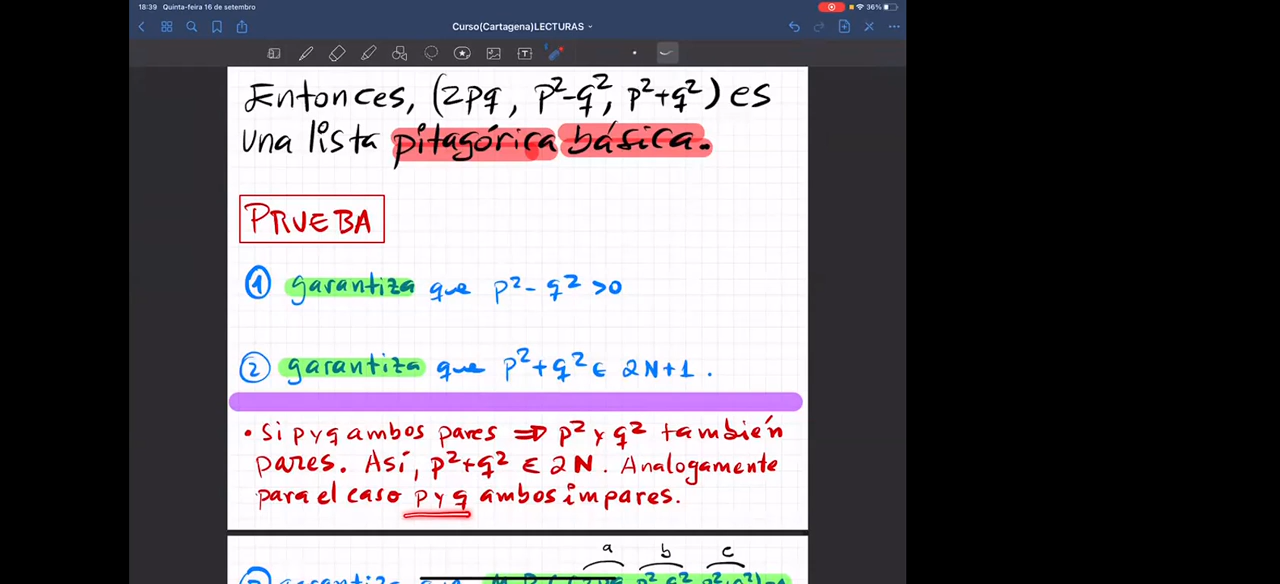 18:39 Quinta-feira 16 de setembro
36%
Curso(Cartagena)LECTURAS
Entonces, (2pq, p²-q², p²+q²) es
una lista pitagórica básica.
PRUEBA
① garantiza que p²-q²>0
② garantiza que p²+q² ∈ 2N+1.
• Si p y q ambos pares ⇒ p² y q² también
pares. Así, p²+q² ∈ 2N. Analogamente
para el caso p y q ambos impares.
a b c